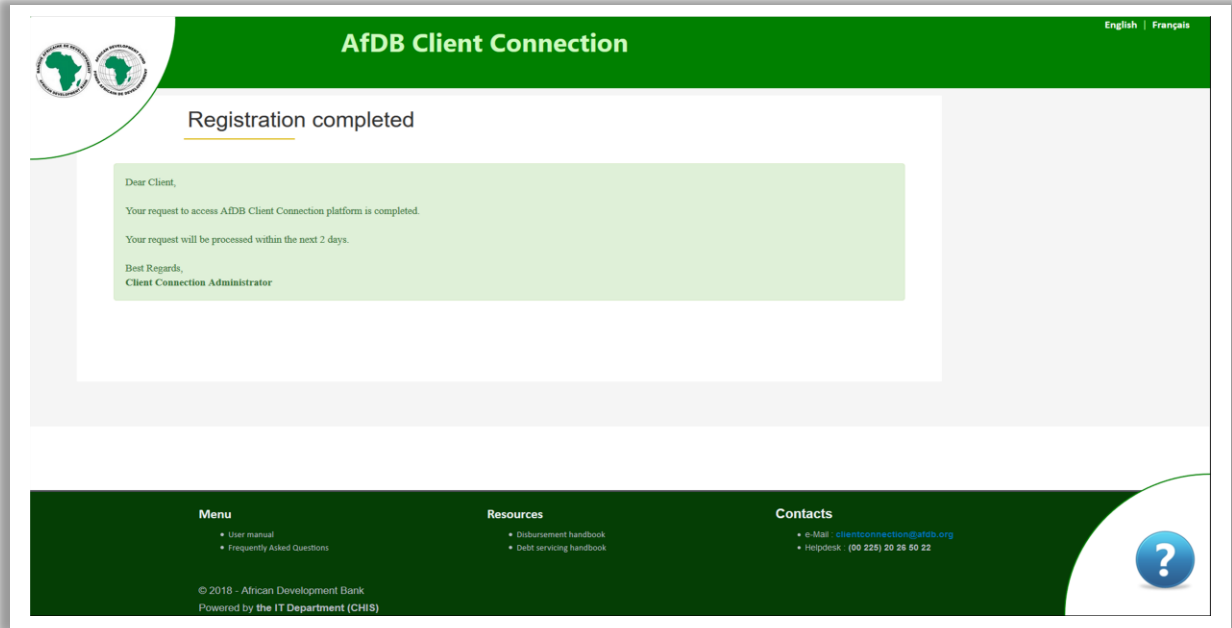 English | Français
AfDB Client Connection
Registration completed
Dear Client,
Your request to access AfDB Client Connection platform is completed.
Your request will be processed within the next 2 days.
Best Regards,
Client Connection Administrator
Menu
• User manual
• Frequently Asked Questions
Resources
• Disbursement handbook
• Debt servicing handbook
Contacts
• e-Mail : clientconnection@afdb.org
• Helpdesk : (00 225) 20 26 50 22
?
© 2018 - African Development Bank
Powered by the IT Department (CHIS)